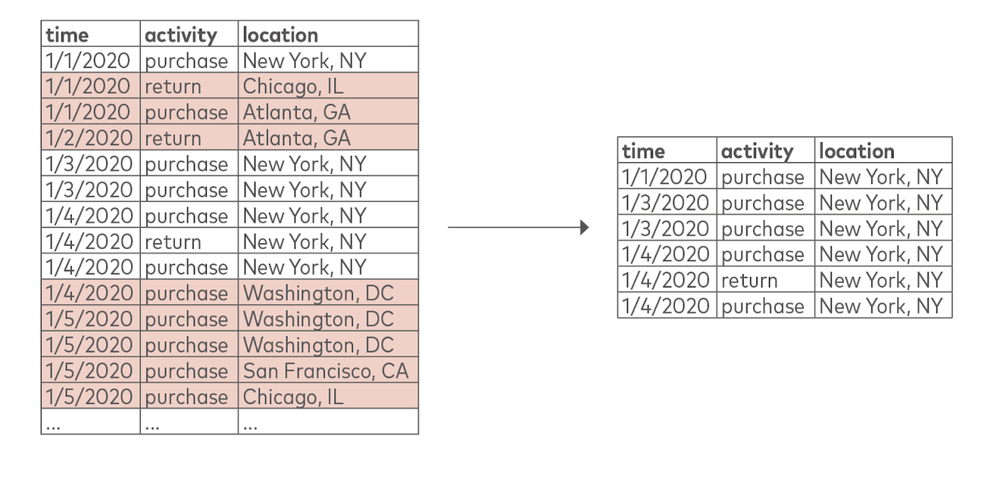 time activity location
1/1/2020 purchase New York, NY
1/1/2020 return Chicago, IL
1/1/2020 purchase Atlanta, GA
1/2/2020 return Atlanta, GA
1/3/2020 purchase New York, NY
1/3/2020 purchase New York, NY
1/4/2020 purchase New York, NY
1/4/2020 return New York, NY
1/4/2020 purchase New York, NY
1/4/2020 purchase Washington, DC
1/5/2020 purchase Washington, DC
1/5/2020 purchase Washington, DC
1/5/2020 purchase San Francisco, CA
1/5/2020 purchase Chicago, IL
... ... ...
time activity location
1/1/2020 purchase New York, NY
1/3/2020 purchase New York, NY
1/3/2020 purchase New York, NY
1/4/2020 purchase New York, NY
1/4/2020 return New York, NY
1/4/2020 purchase New York, NY